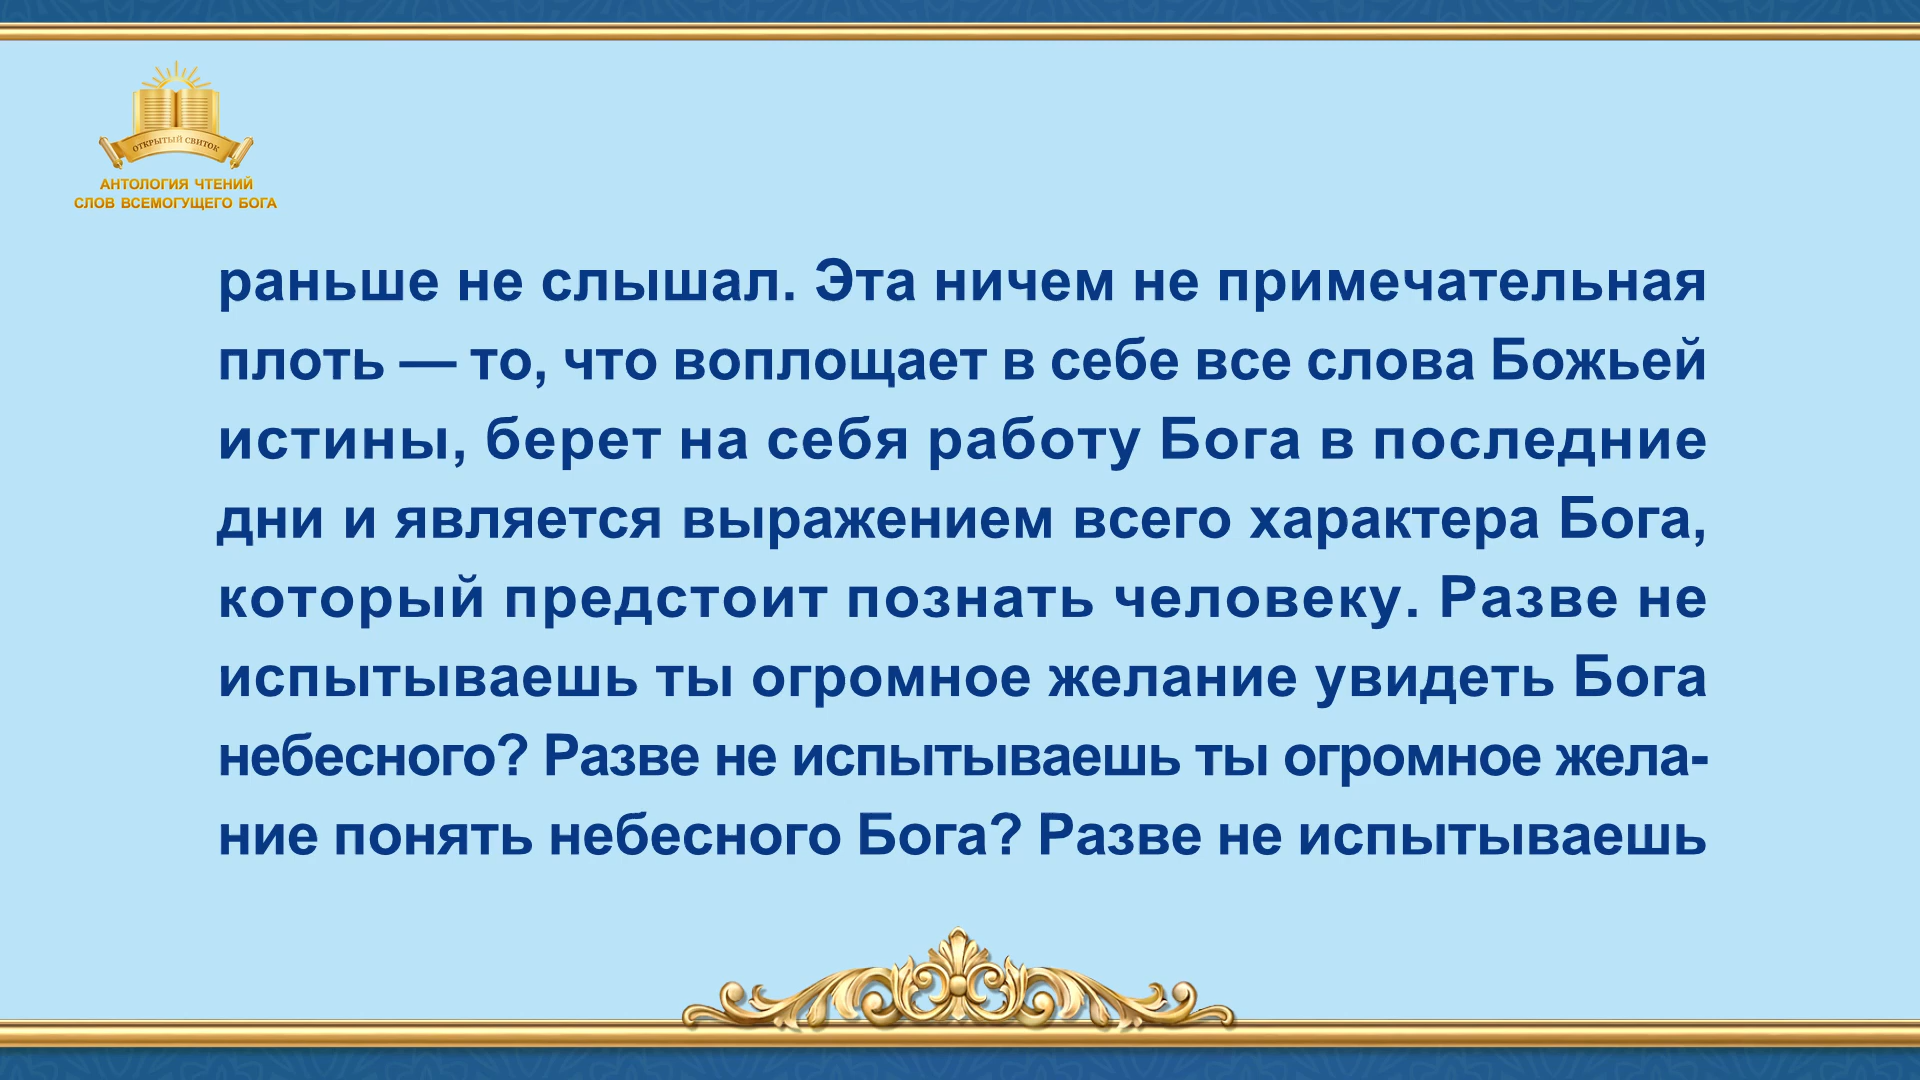 ОТКРЫТЫЙ СВИТОК
АНТОЛОГИЯ ЧТЕНИЙ
СЛОВ ВСЕМОГУЩЕГО БОГА
раньше не слышал. Эта ничем не примечательная
плоть — то, что воплощает в себе все слова Божьей
истины, берет на себя работу Бога в последние
дни и является выражением всего характера Бога,
который предстоит познать человеку. Разве не
испытываешь ты огромное желание увидеть Бога
небесного? Разве не испытываешь ты огромное жела-
ние понять небесного Бога? Разве не испытываешь